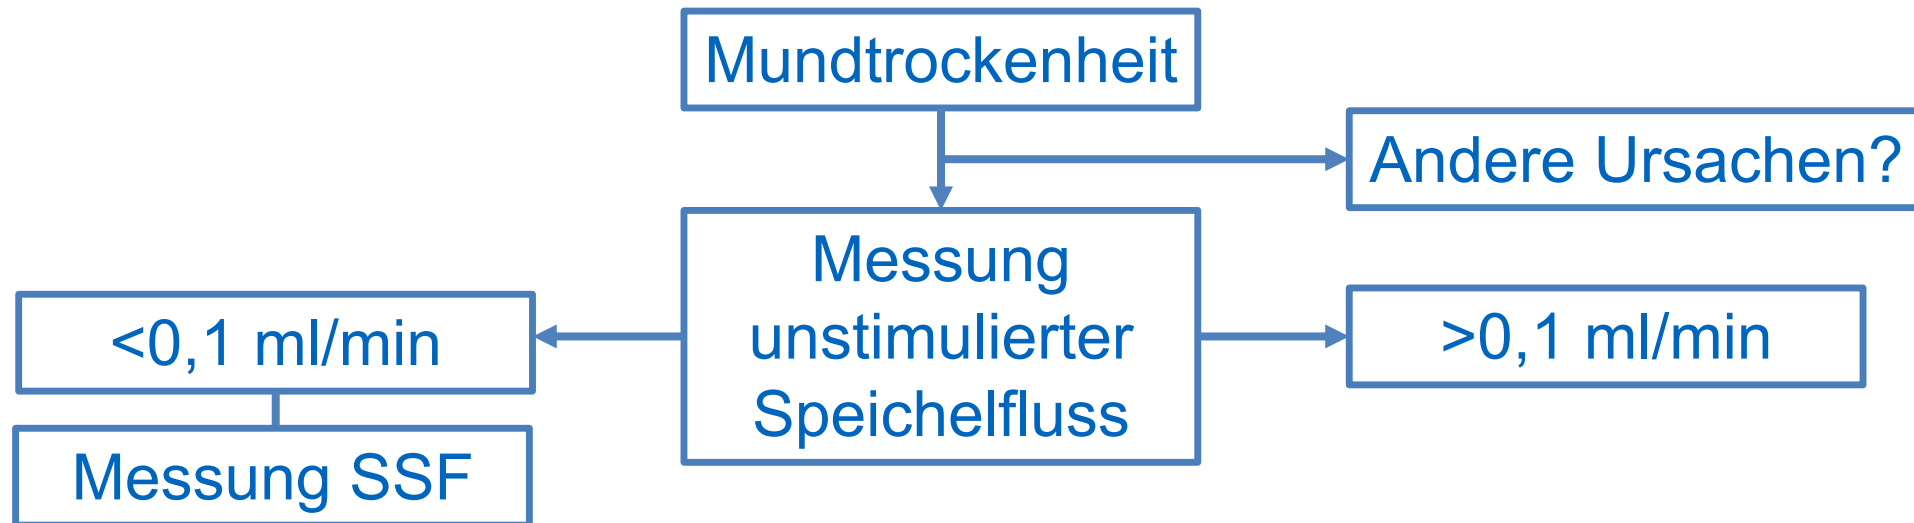 Mundtrockenheit
Andere Ursachen?
Messung
unstimulierter
Speichelfluss
<0,1 ml/min
>0,1 ml/min
Messung SSF